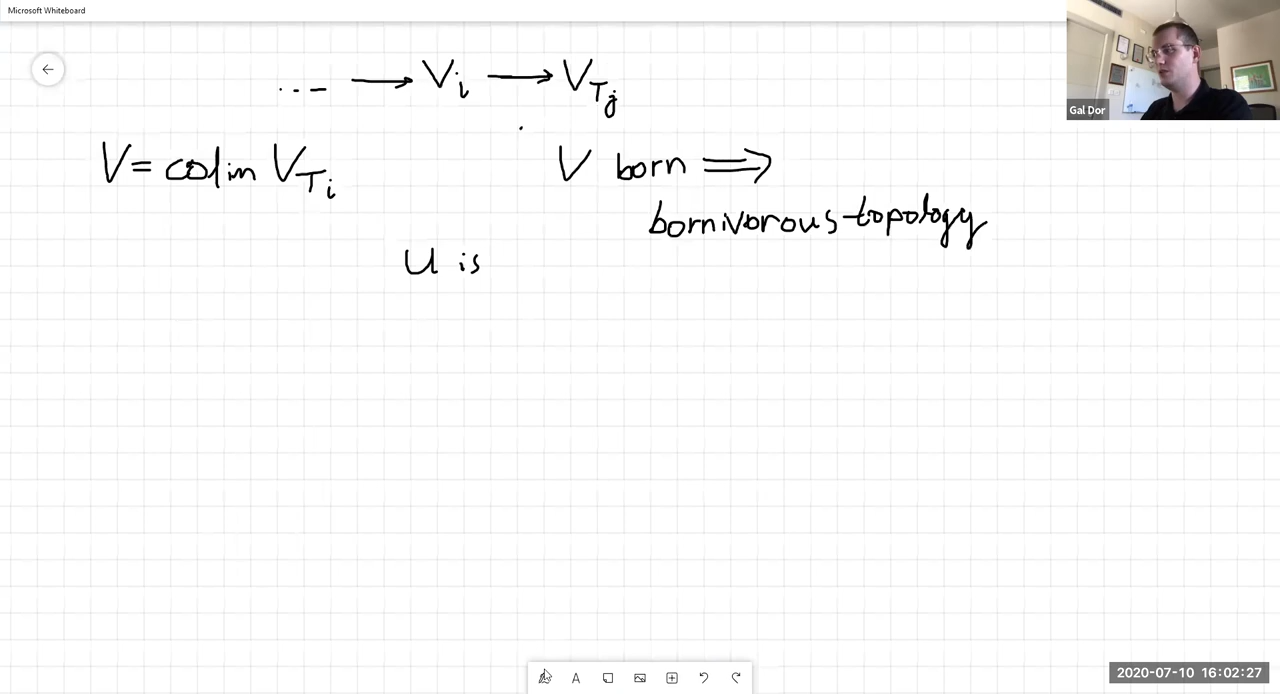 Microsoft Whiteboard
... → V_i → V_{T_j}
V = colim V_{T_i}
V born ⟹
bornivorous topology
U is
Gal Dor
A
2020-07-10 16:02:27